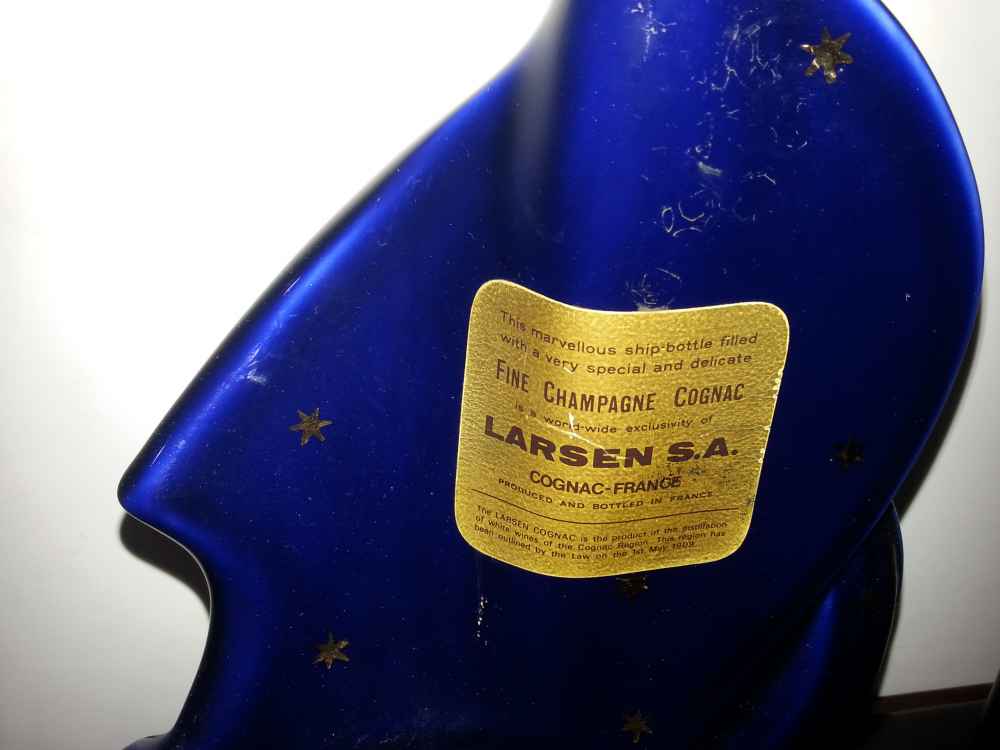 This marvellous ship-bottle filled
with a very special and delicate
FINE CHAMPAGNE COGNAC
is a world-wide exclusivity of
LARSEN S.A.
COGNAC-FRANCE
PRODUCED AND BOTTLED IN FRANCE
The LARSEN COGNAC is the product of the distillation
of white wines of the Cognac Region. This region has
been outlined by the Law on the 1st May 1909.